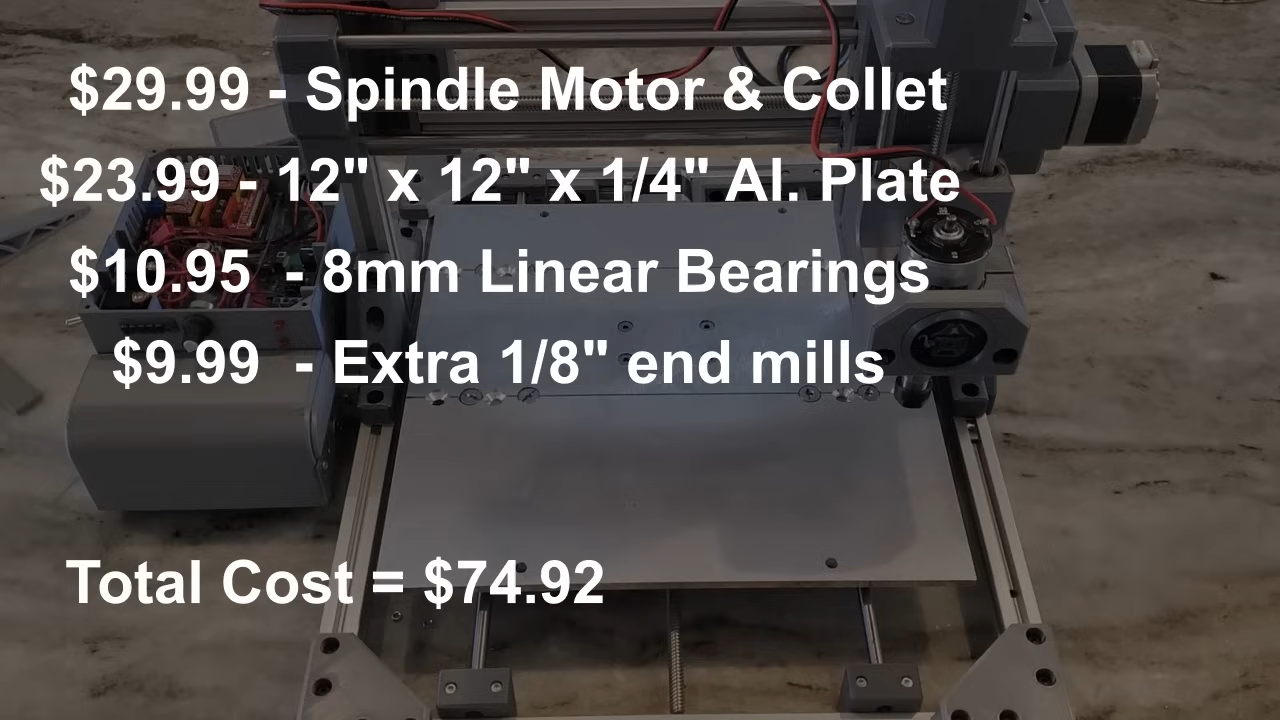 $29.99 - Spindle Motor & Collet
$23.99 - 12" x 12" x 1/4" Al. Plate
$10.95 - 8mm Linear Bearings
$9.99 - Extra 1/8" end mills
Total Cost = $74.92